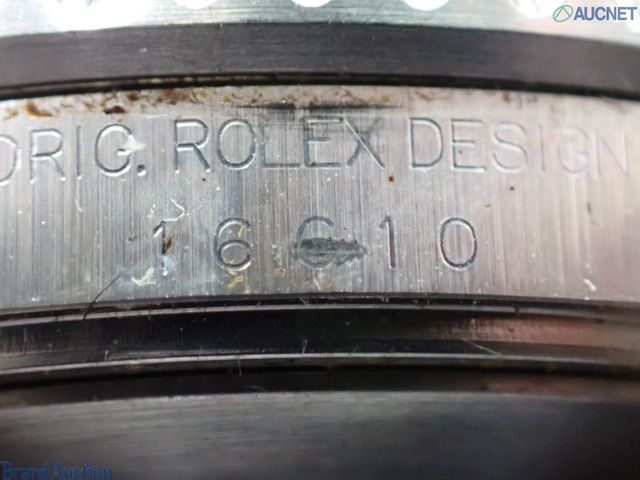 AUCNET
ORIG. ROLEX DESIGN
16610
Brand Auction